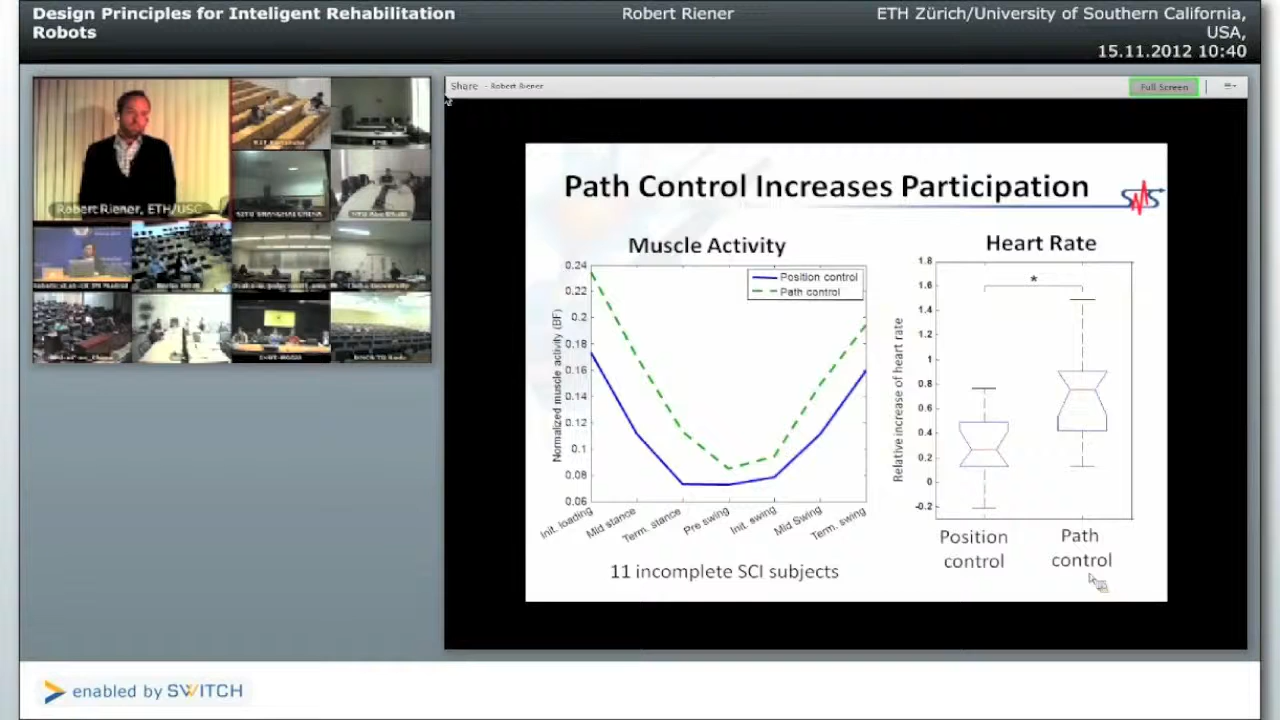 Design Principles for Inteligent Rehabilitation
Robots
Robert Riener
ETH Zürich/University of Southern California,
USA,
15.11.2012 10:40
Share - Robert Riener
Full Screen
Robert Riener, ETH/USC
Path Control Increases Participation
SMS
Muscle Activity
0.24
0.22
0.2
0.18
0.16
0.14
0.12
0.1
0.08
0.06
Normalized muscle activity (BF)
Position control
Path control
Init. loading
Mid stance
Term. stance
Pre swing
Init. swing
Mid Swing
Term. swing
11 incomplete SCI subjects
Heart Rate
1.8
1.6
1.4
1.2
1
0.8
0.6
0.4
0.2
0
-0.2
Relative increase of heart rate
*
Position
control
Path
control
enabled by SWITCH